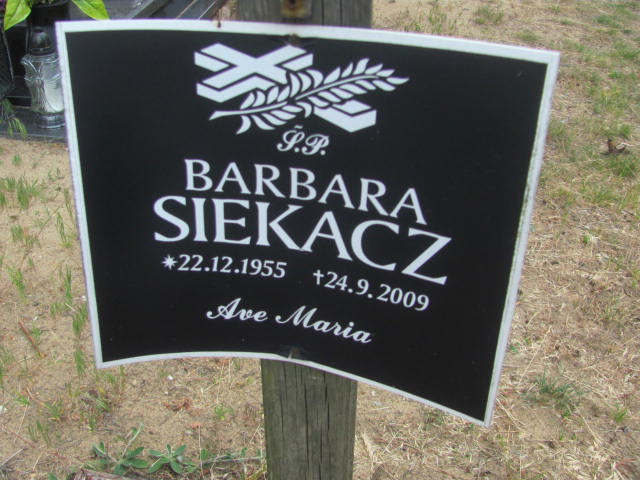 Ś.P.
BARBARA
SIEKACZ
*22.12.1955 †24.9.2009
Ave Maria